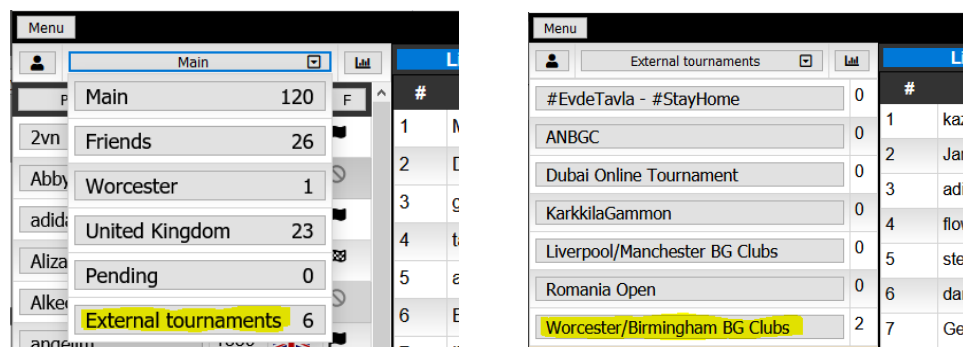 Menu
Main
Main 120
Friends 26
Worcester 1
United Kingdom 23
Pending 0
External tournaments 6
F
2vn
Abby
Aliza
#
1
2
3
4
5
6
Menu
External tournaments
#EvdeTavla - #StayHome 0
ANBGC 0
Dubai Online Tournament 0
KarkkilaGammon 0
Liverpool/Manchester BG Clubs 0
Romania Open 0
Worcester/Birmingham BG Clubs 2
#
1
2
3
4
5
6
7